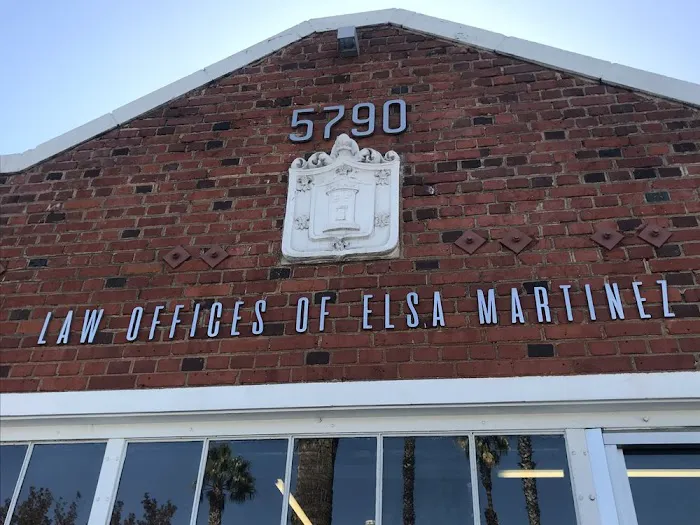 5790
LAW OFFICES OF ELSA MARTINEZ